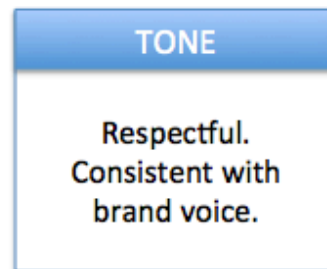 TONE
Respectful.
Consistent with
brand voice.